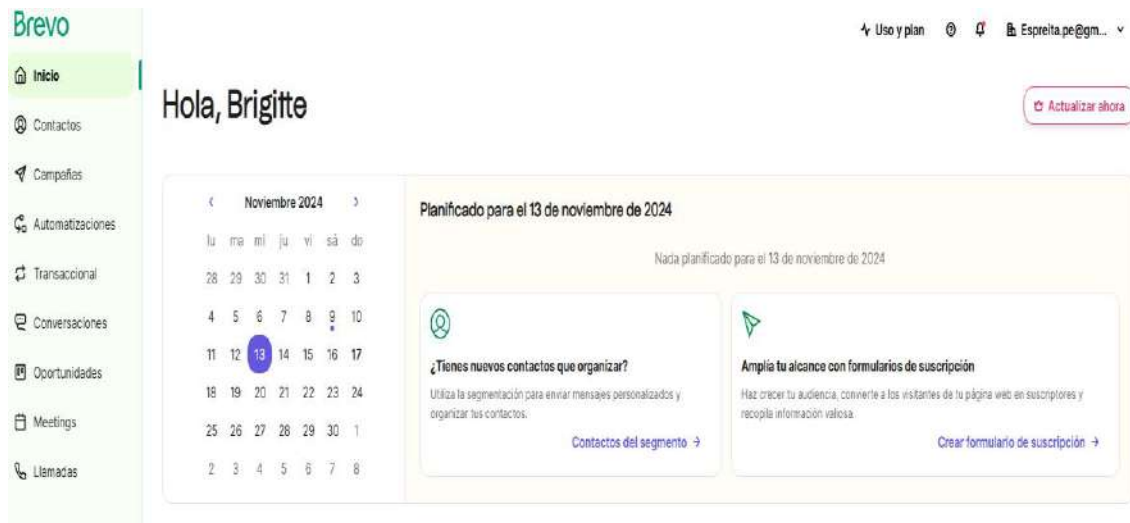 Brevo
Uso y plan
Espreita.pe@gm...
Inicio
Contactos
Campañas
Automatizaciones
Transaccional
Conversaciones
Oportunidades
Meetings
Llamadas
Hola, Brigitte
Actualizar ahora
Noviembre 2024
lu ma mi ju vi sá do
28 29 30 31 1 2 3
4 5 6 7 8 9 10
11 12 13 14 15 16 17
18 19 20 21 22 23 24
25 26 27 28 29 30 1
2 3 4 5 6 7 8
Planificado para el 13 de noviembre de 2024
Nada planificado para el 13 de noviembre de 2024
¿Tienes nuevos contactos que organizar?
Utiliza la segmentación para enviar mensajes personalizados y
organizar tus contactos.
Contactos del segmento →
Amplía tu alcance con formularios de suscripción
Haz crecer tu audiencia, convierte a los visitantes de tu página web en suscriptores y
recopila información valiosa.
Crear formulario de suscripción →